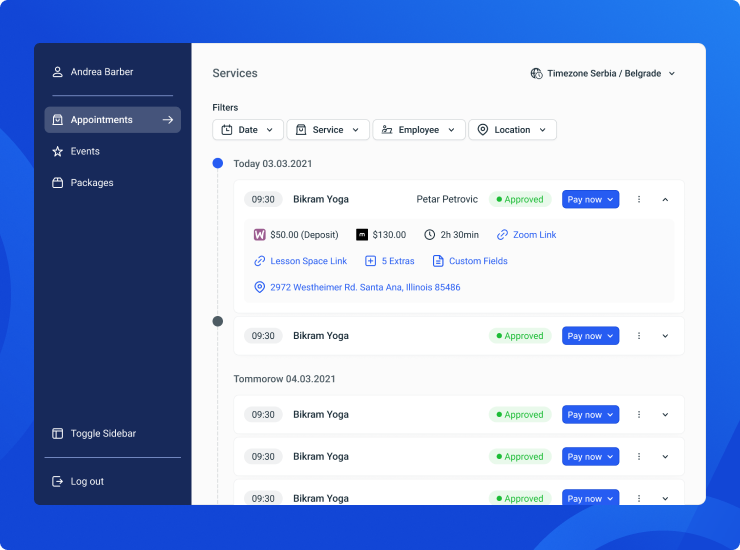 Andrea Barber
Appointments
Events
Packages
Toggle Sidebar
Log out
Services
Timezone Serbia / Belgrade
Filters
Date
Service
Employee
Location
Today 03.03.2021
09:30 Bikram Yoga Petar Petrovic Approved Pay now
W $50.00 (Deposit) m $130.00 2h 30min Zoom Link
Lesson Space Link 5 Extras Custom Fields
2972 Westheimer Rd. Santa Ana, Illinois 85486
09:30 Bikram Yoga Approved Pay now
Tommorow 04.03.2021
09:30 Bikram Yoga Approved Pay now
09:30 Bikram Yoga Approved Pay now
09:30 Bikram Yoga Approved Pay now